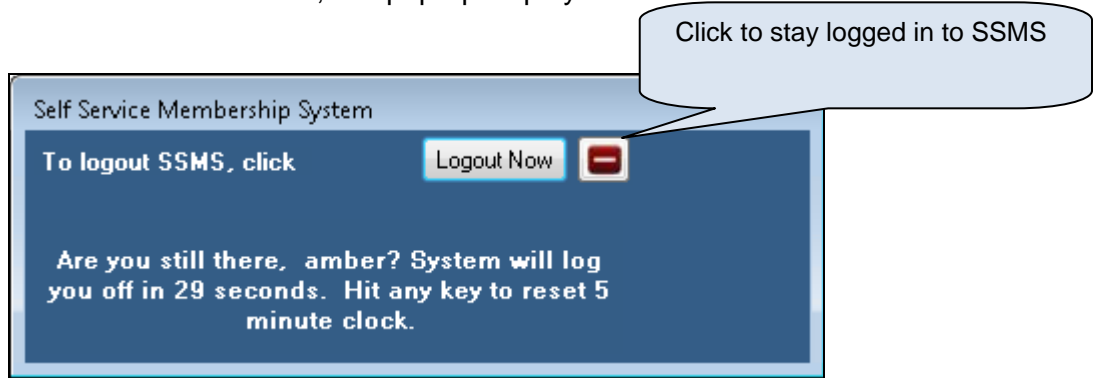 Click to stay logged in to SSMS
Self Service Membership System
To logout SSMS, click
Logout Now
Are you still there, amber? System will log
you off in 29 seconds. Hit any key to reset 5
minute clock.